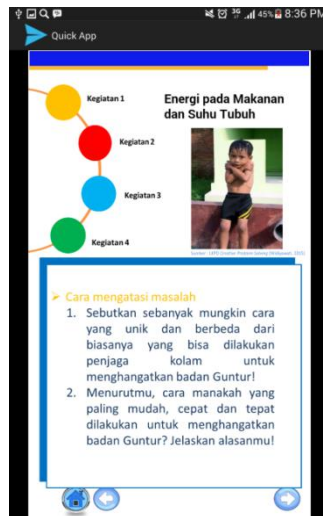 45% 8:36 PM
Quick App
Kegiatan 1
Energi pada Makanan
dan Suhu Tubuh
Kegiatan 2
Kegiatan 3
Kegiatan 4
➢ Cara mengatasi masalah
1. Sebutkan sebanyak mungkin cara
yang unik dan berbeda dari
biasanya yang bisa dilakukan
penjaga kolam untuk
menghangatkan badan Guntur!
2. Menurutmu, cara manakah yang
paling mudah, cepat dan tepat
dilakukan untuk menghangatkan
badan Guntur? Jelaskan alasanmu!